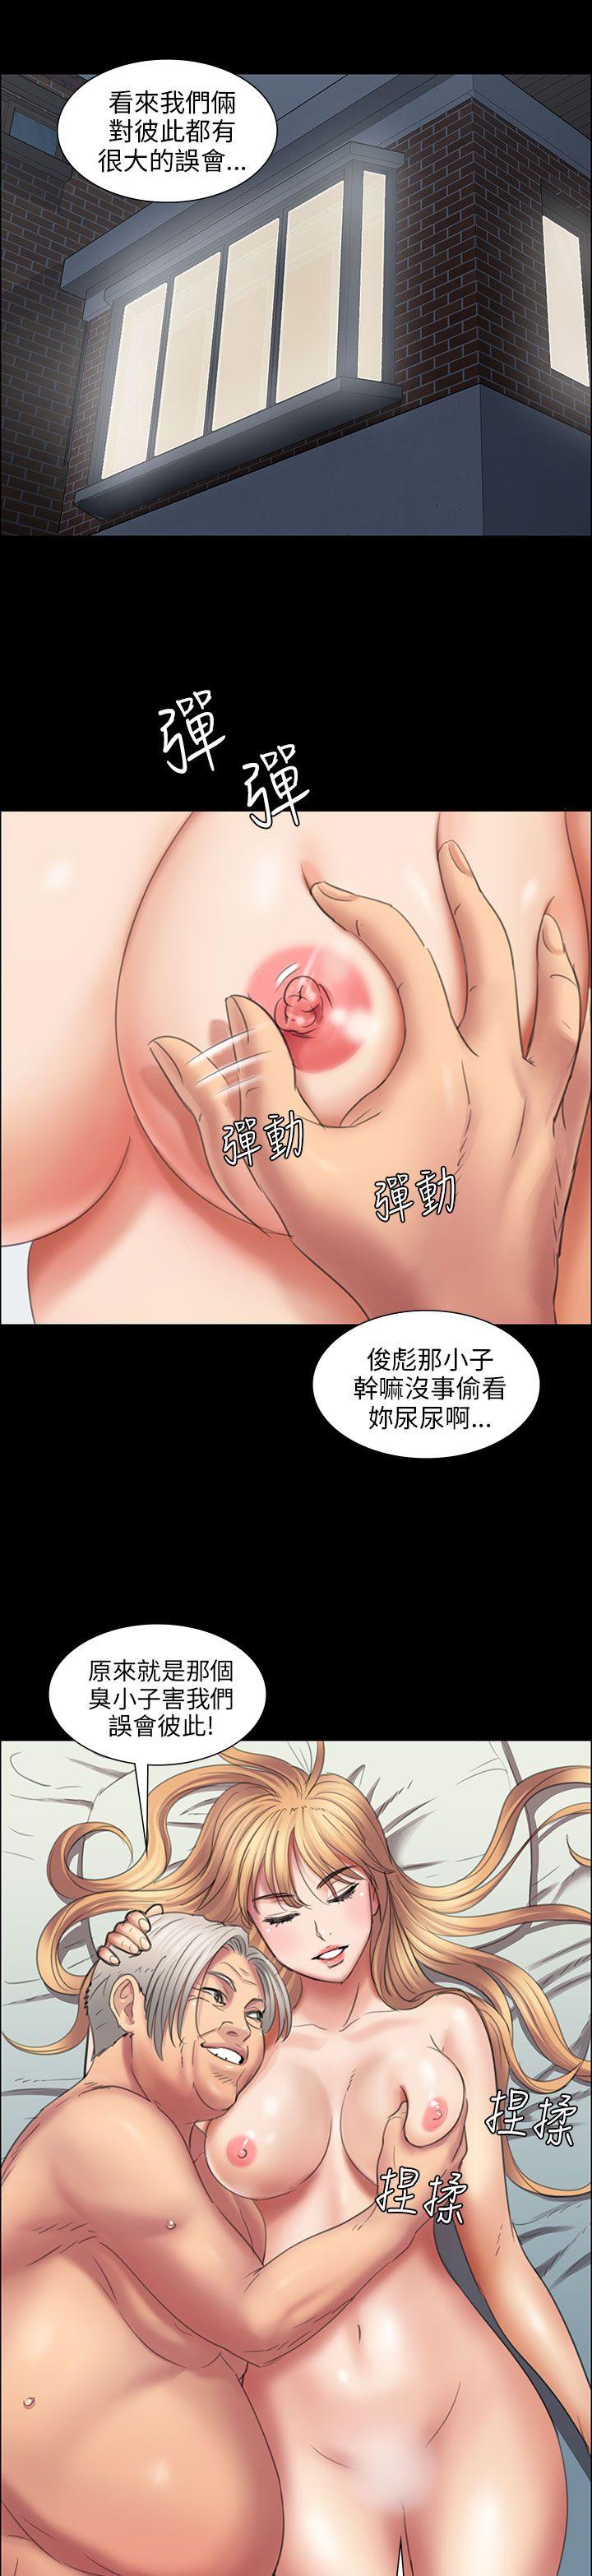 看來我們倆
對彼此都有
很大的誤會...
彈
彈
彈動
彈動
俊彪那小子
幹嘛沒事偷看
妳尿尿啊...
原來就是那個
臭小子害我們
誤會彼此!
捏揉
捏揉